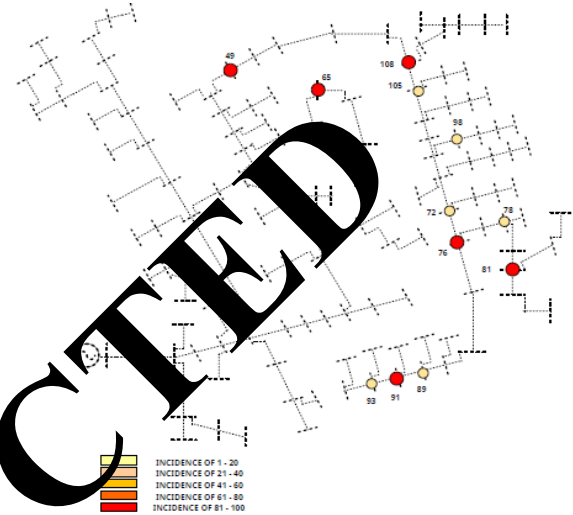 49
108
65
105
98
72
78
76
81
93
91
89
CTED
INCIDENCE OF 1 - 20
INCIDENCE OF 21 - 40
INCIDENCE OF 41 - 60
INCIDENCE OF 61 - 80
INCIDENCE OF 81 - 100